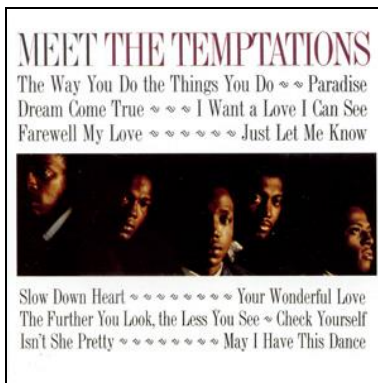 MEET THE TEMPTATIONS
The Way You Do the Things You Do ~ ~ Paradise
Dream Come True ~ ~ ~ I Want a Love I Can See
Farewell My Love ~ ~ ~ ~ ~ ~ Just Let Me Know
Slow Down Heart ~ ~ ~ ~ ~ ~ ~ ~ Your Wonderful Love
The Further You Look, the Less You See ~ Check Yourself
Isn't She Pretty ~ ~ ~ ~ ~ ~ ~ ~ May I Have This Dance